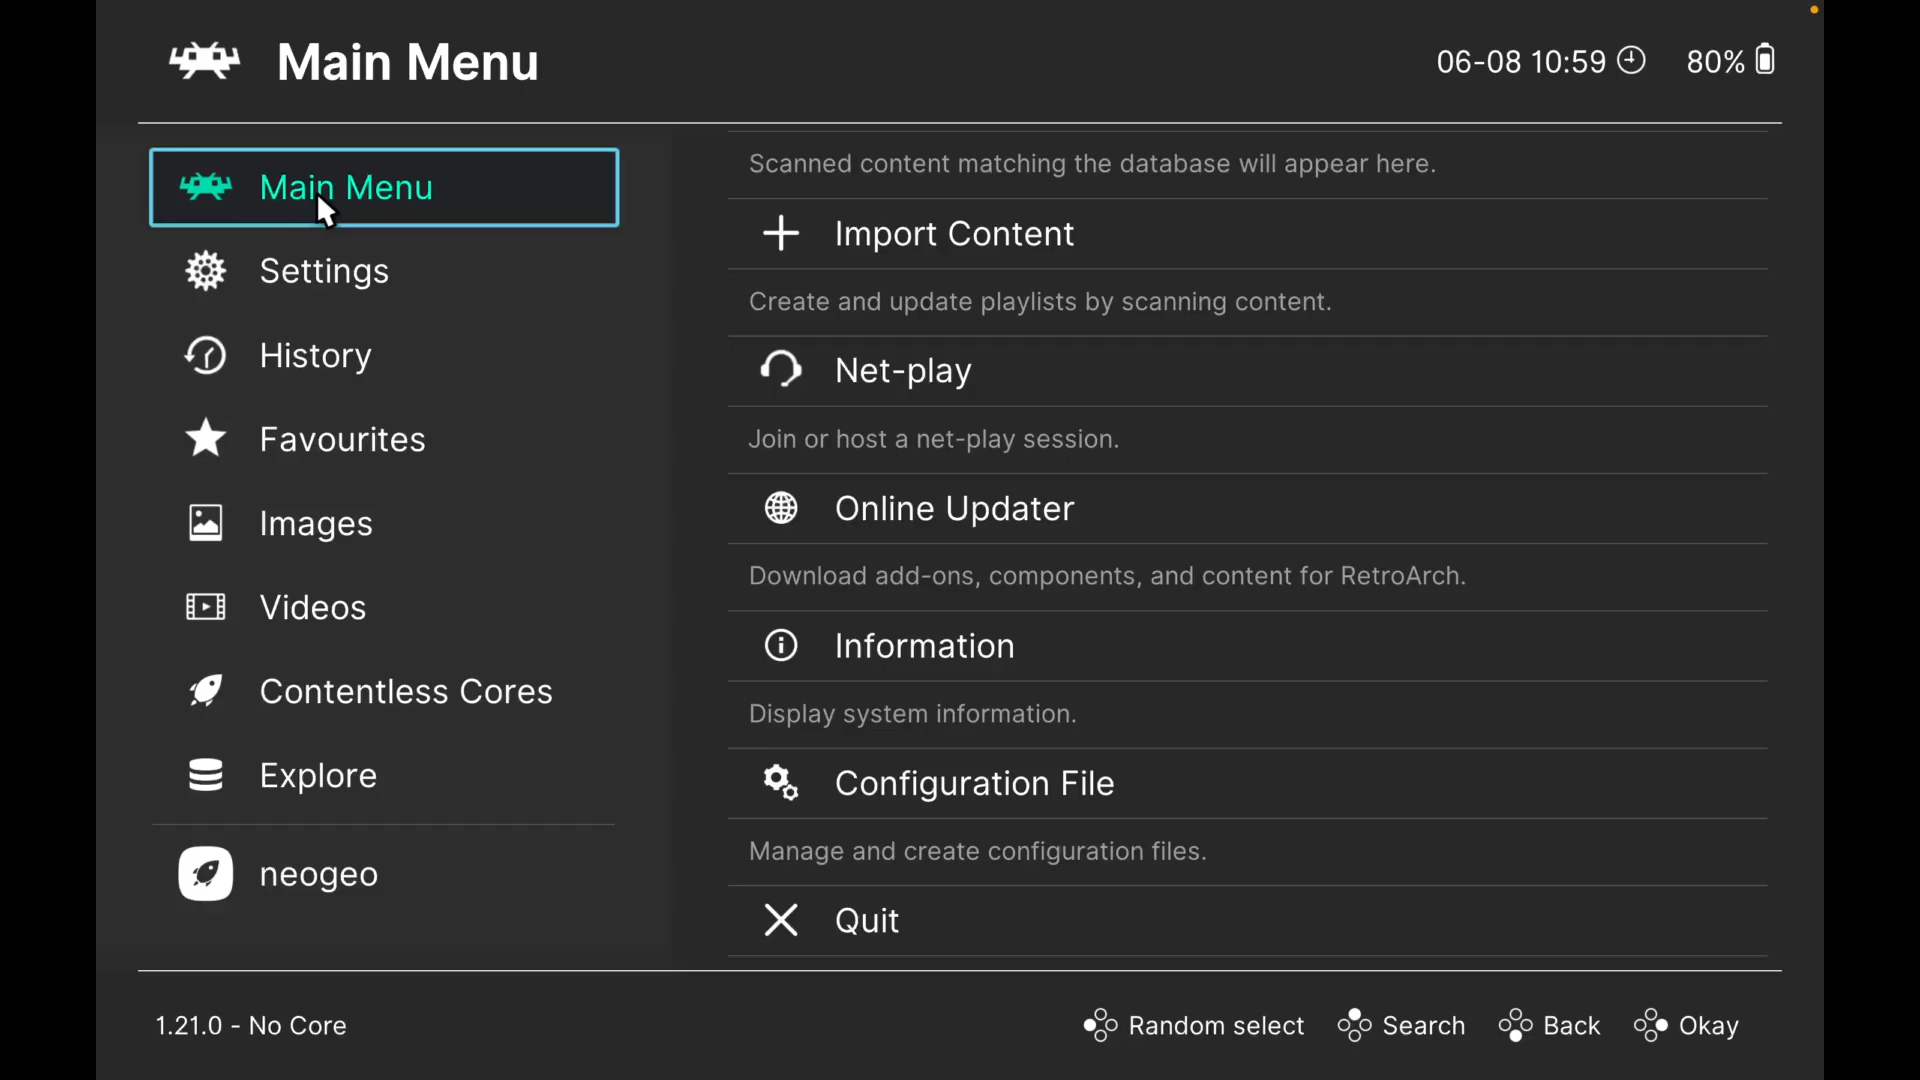 Main Menu
06-08 10:59
80%
Main Menu
Settings
History
Favourites
Images
Videos
Contentless Cores
Explore
neogeo
Scanned content matching the database will appear here.
Import Content
Create and update playlists by scanning content.
Net-play
Join or host a net-play session.
Online Updater
Download add-ons, components, and content for RetroArch.
Information
Display system information.
Configuration File
Manage and create configuration files.
Quit
1.21.0 - No Core
Random select
Search
Back
Okay